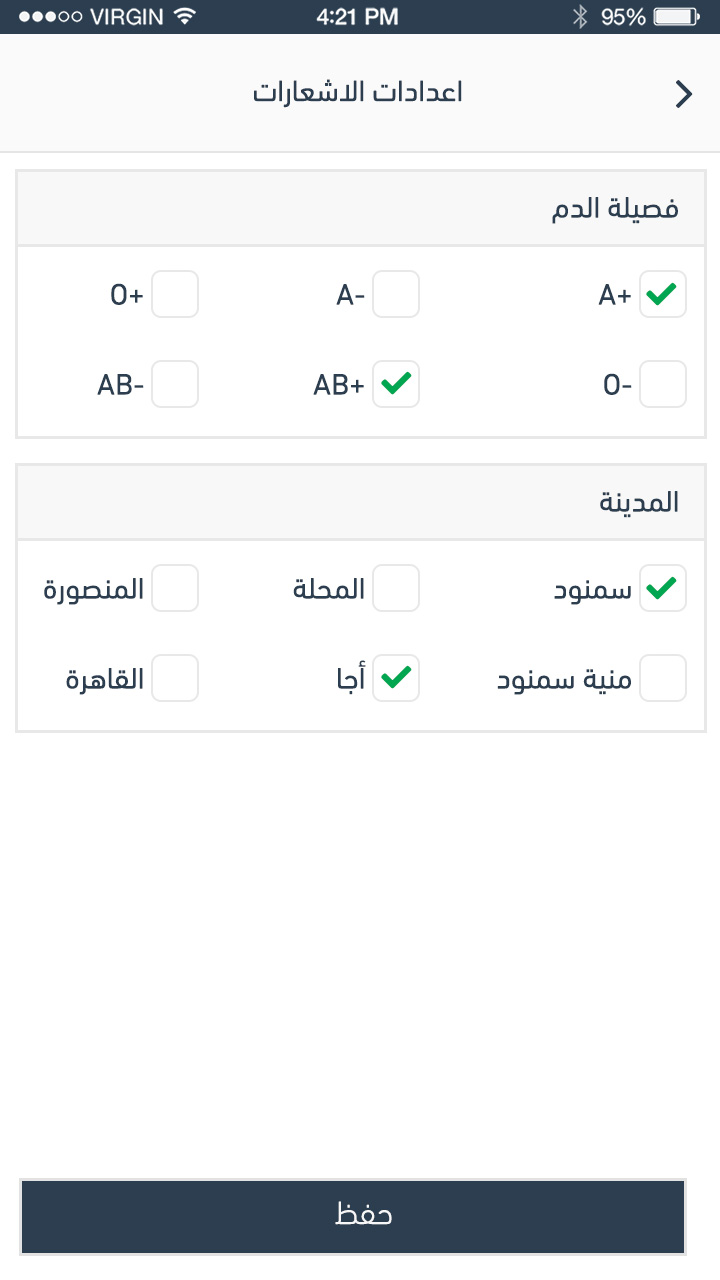 VIRGIN 4:21 PM 95%
اعدادات الاشعارات
فصيلة الدم
A+ A- O+
O- AB+ AB-
المدينة
سمنود المحلة المنصورة
منية سمنود أجا القاهرة
حفظ